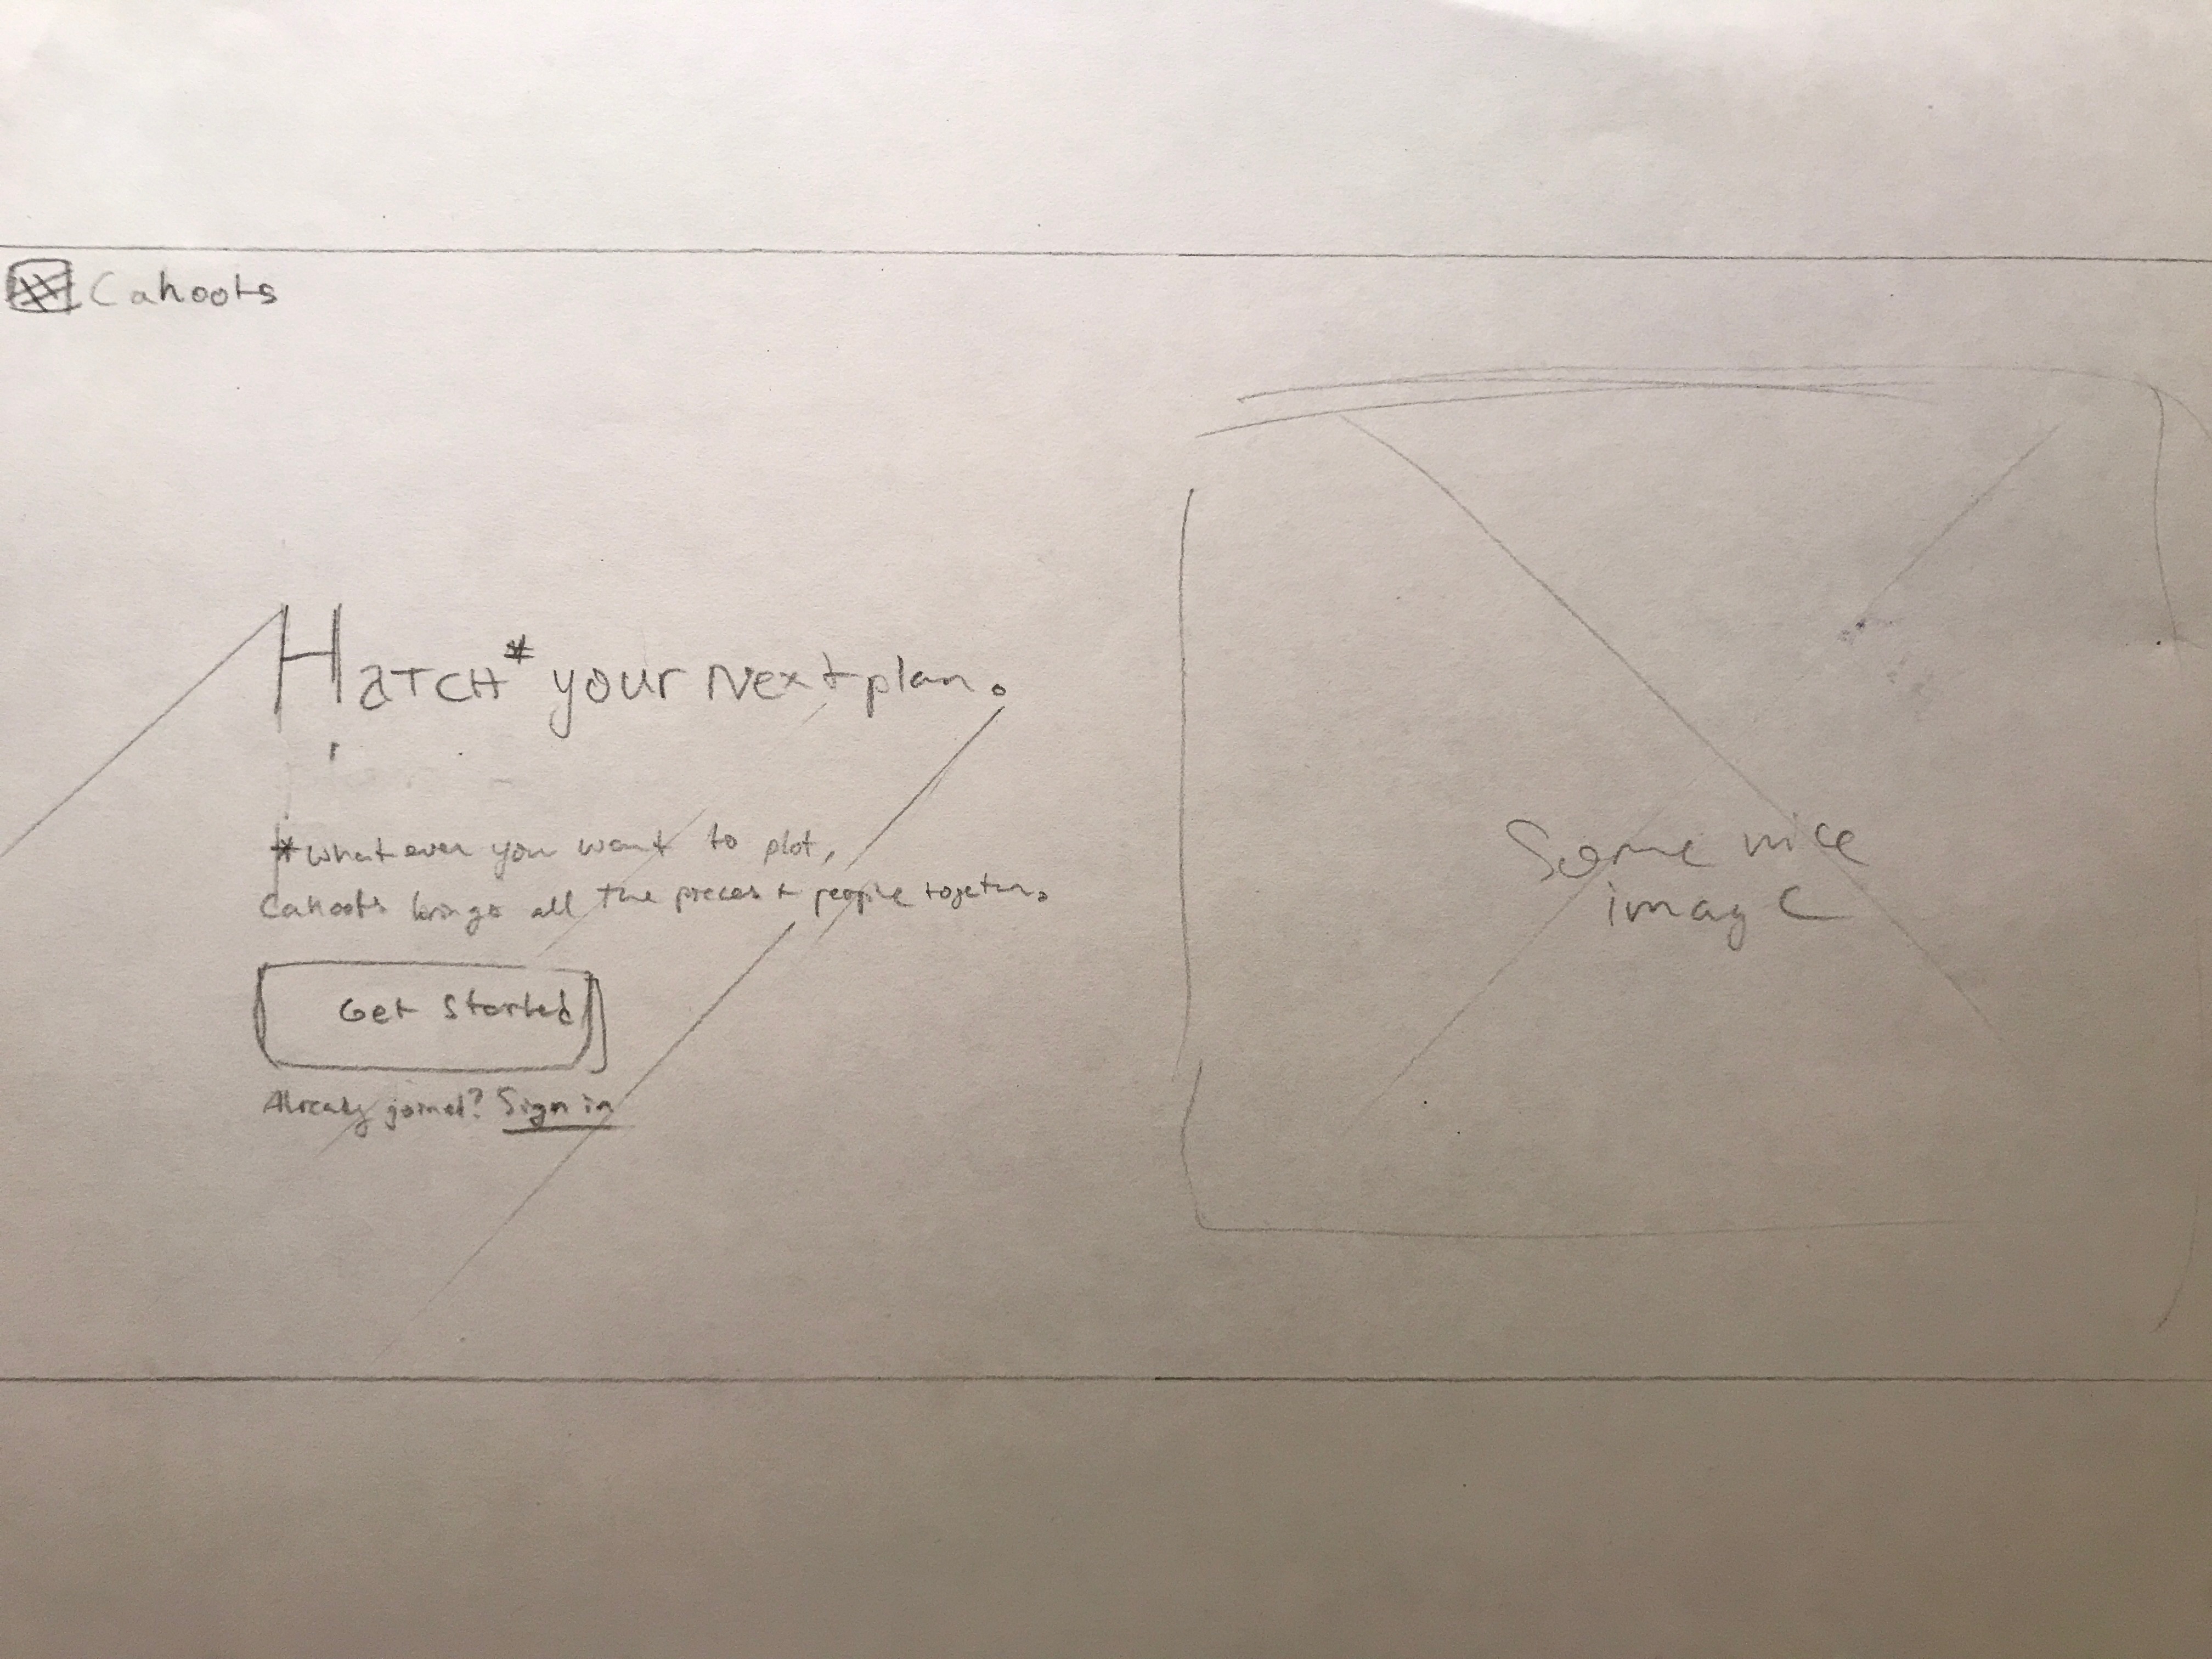 Cahoots
HATCH* your Next plan.
*Whatever you want to plot,
Cahoots brings all the pieces + people together.
Get Started
Already joined? Sign in
Some nice
image